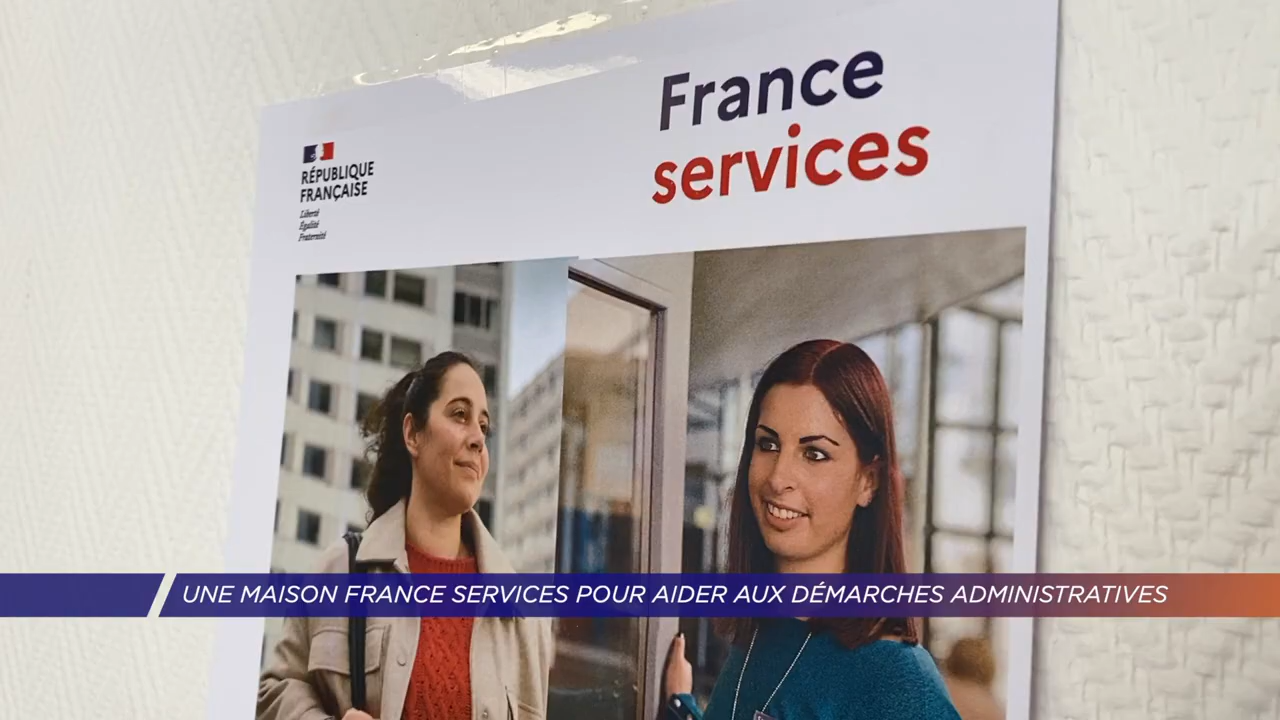 France
services
RÉPUBLIQUE
FRANÇAISE
Liberté
Égalité
Fraternité
UNE MAISON FRANCE SERVICES POUR AIDER AUX DÉMARCHES ADMINISTRATIVES